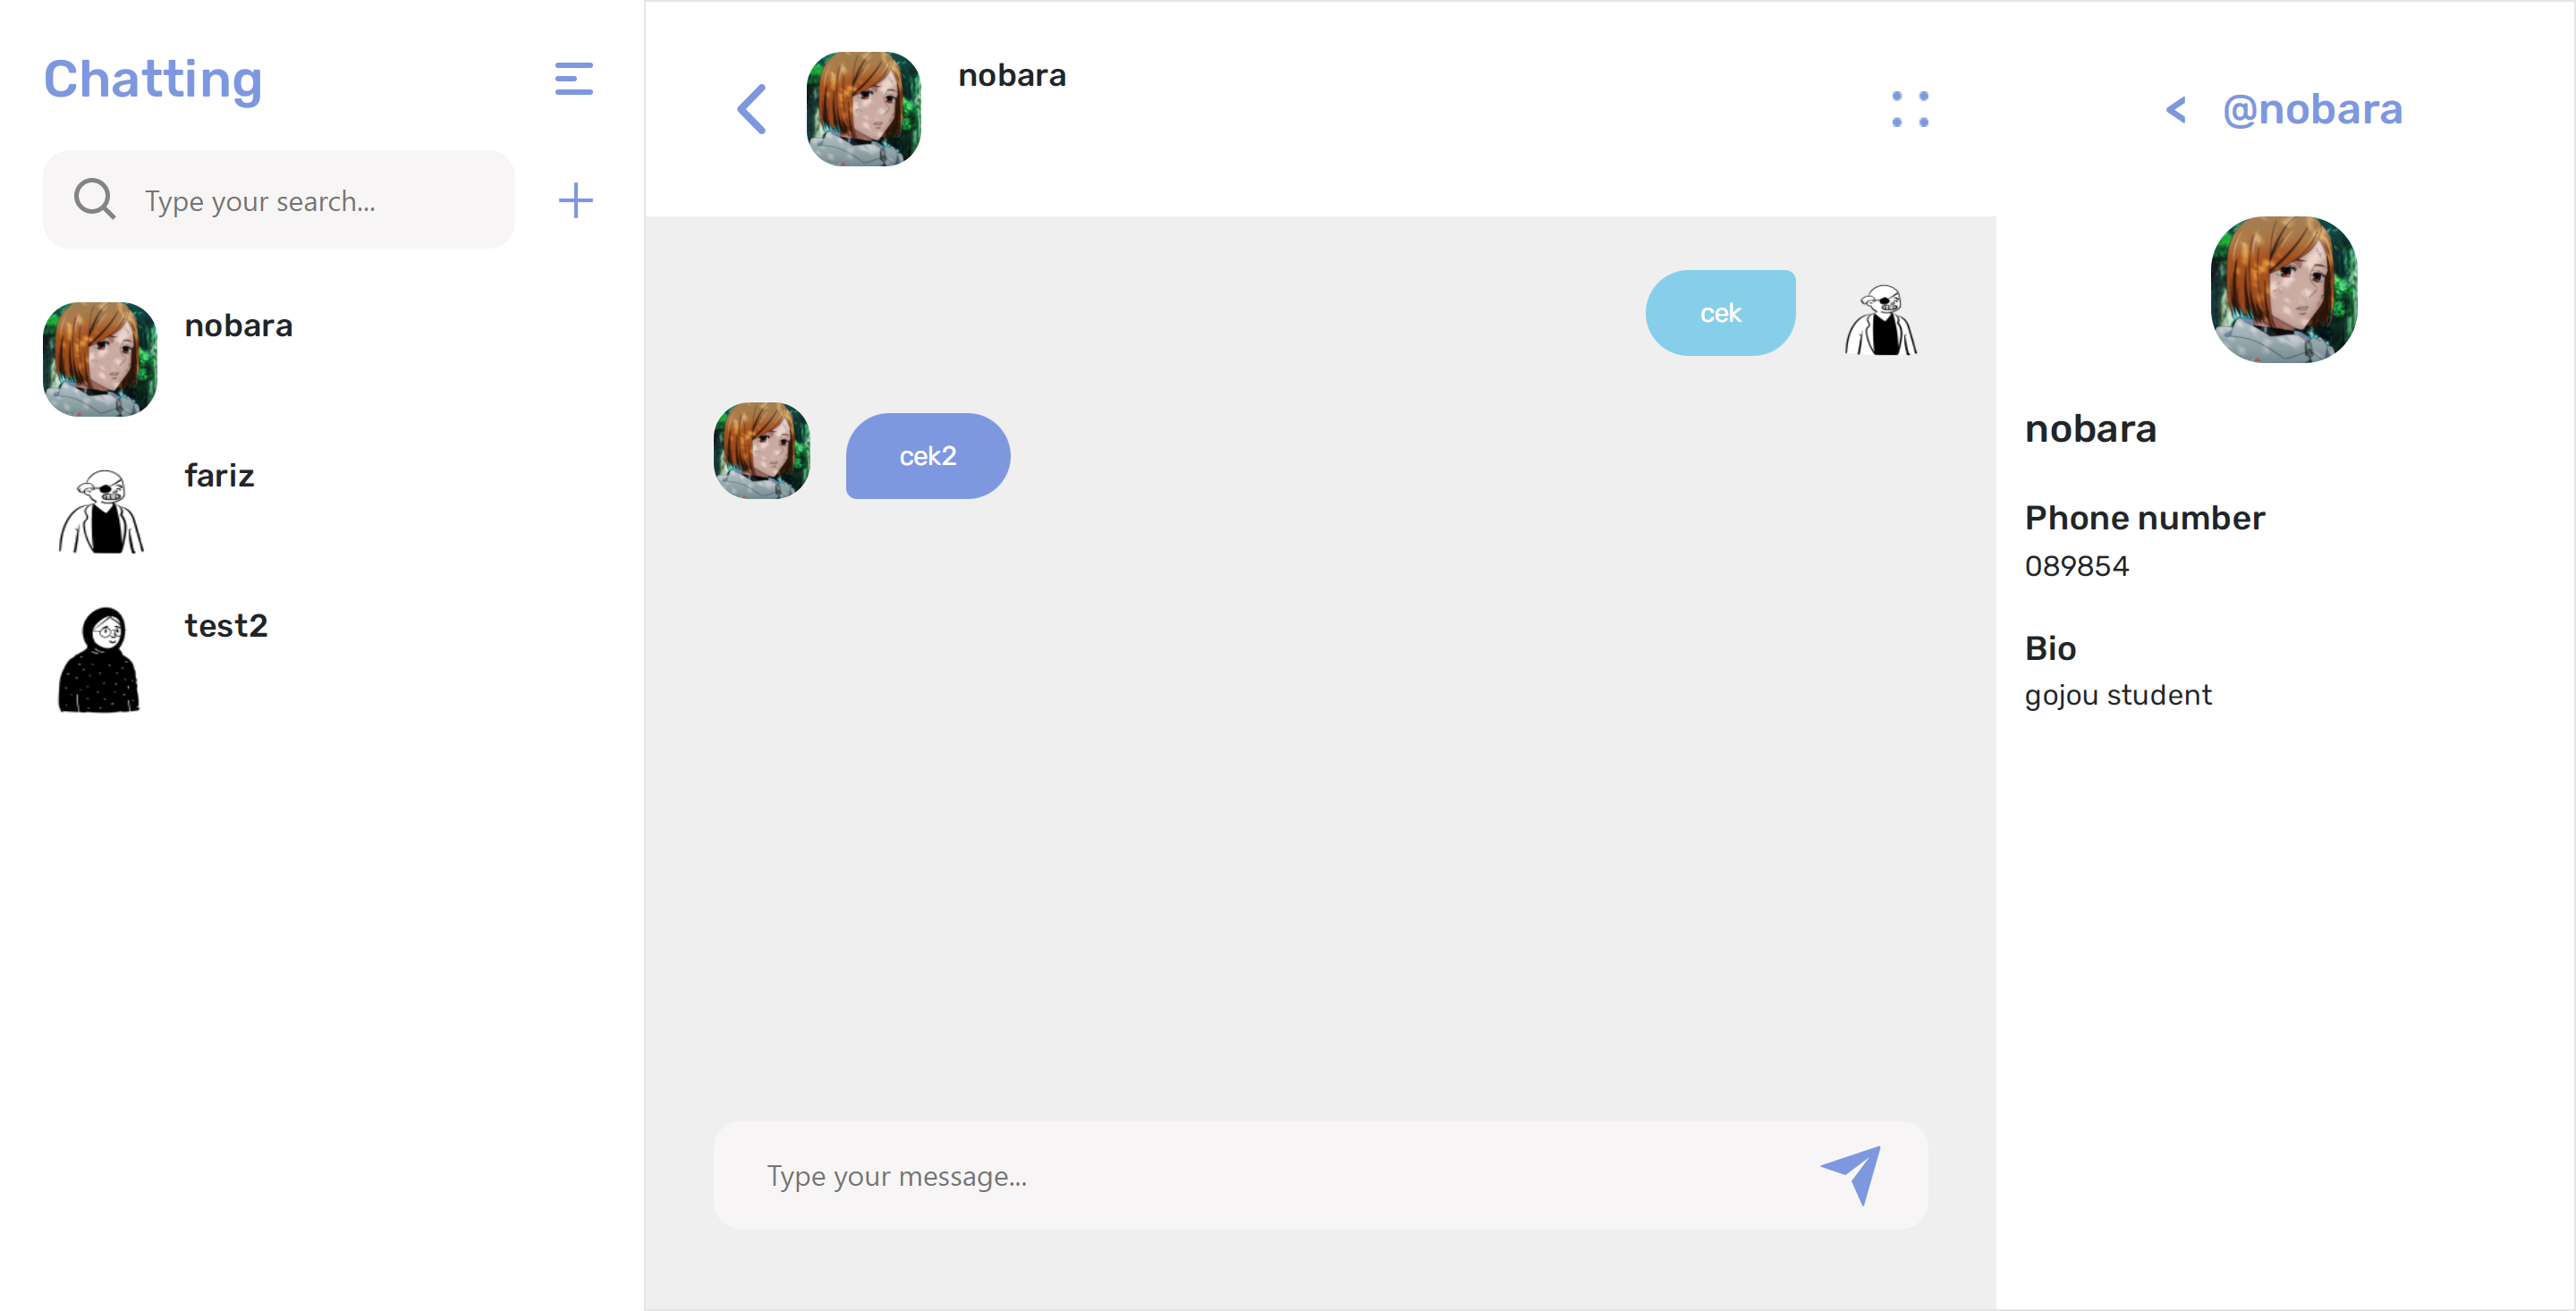 Chatting
Type your search...
nobara
fariz
test2
nobara
cek
cek2
Type your message...
@nobara
nobara
Phone number
089854
Bio
gojou student